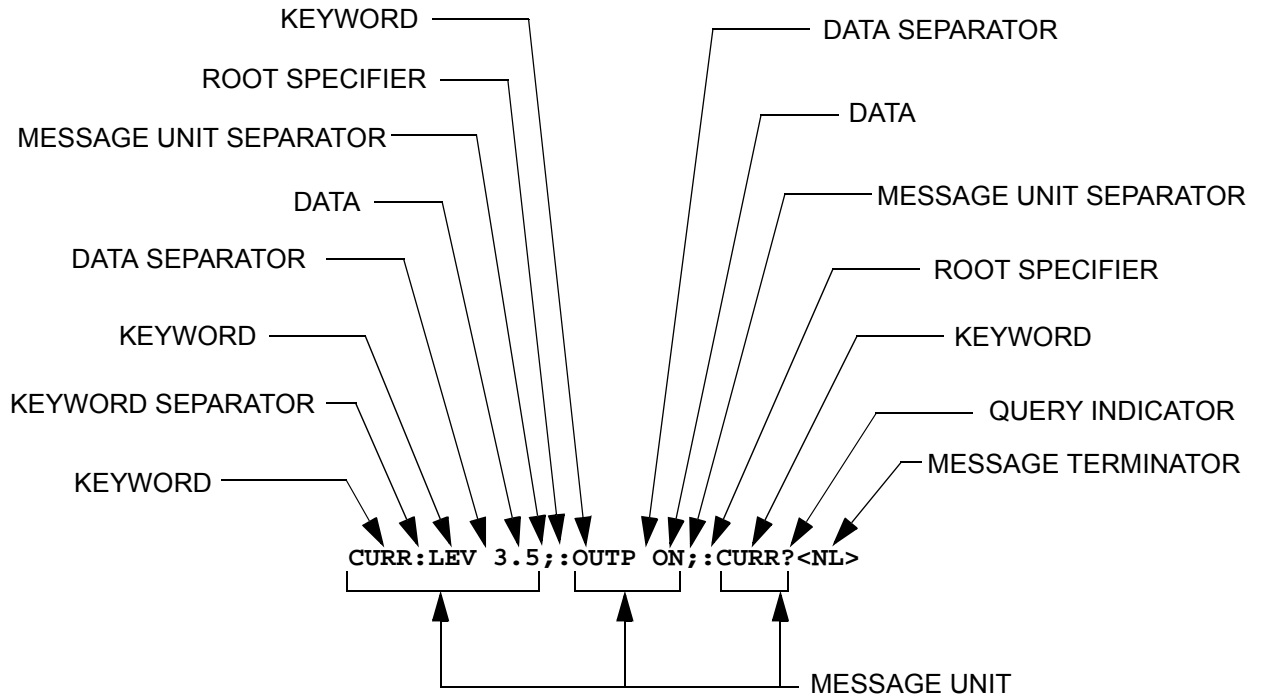 KEYWORD
DATA SEPARATOR
ROOT SPECIFIER
DATA
MESSAGE UNIT SEPARATOR
MESSAGE UNIT SEPARATOR
DATA
DATA SEPARATOR
ROOT SPECIFIER
KEYWORD
KEYWORD
KEYWORD SEPARATOR
QUERY INDICATOR
MESSAGE TERMINATOR
KEYWORD
CURR:LEV 3.5;:OUTP ON;:CURR?<NL>
MESSAGE UNIT